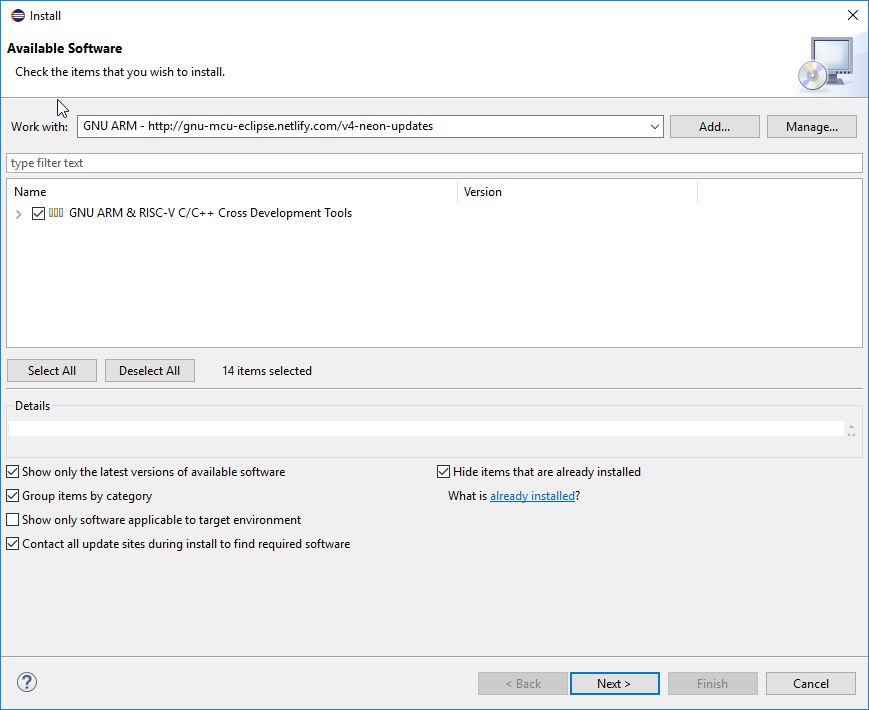 Install
Available Software
Check the items that you wish to install.
Work with: GNU ARM - http://gnu-mcu-eclipse.netlify.com/v4-neon-updates Add... Manage...
type filter text
Name Version
GNU ARM & RISC-V C/C++ Cross Development Tools
Select All Deselect All 14 items selected
Details
Show only the latest versions of available software Hide items that are already installed
Group items by category What is already installed?
Show only software applicable to target environment
Contact all update sites during install to find required software
? < Back Next > Finish Cancel